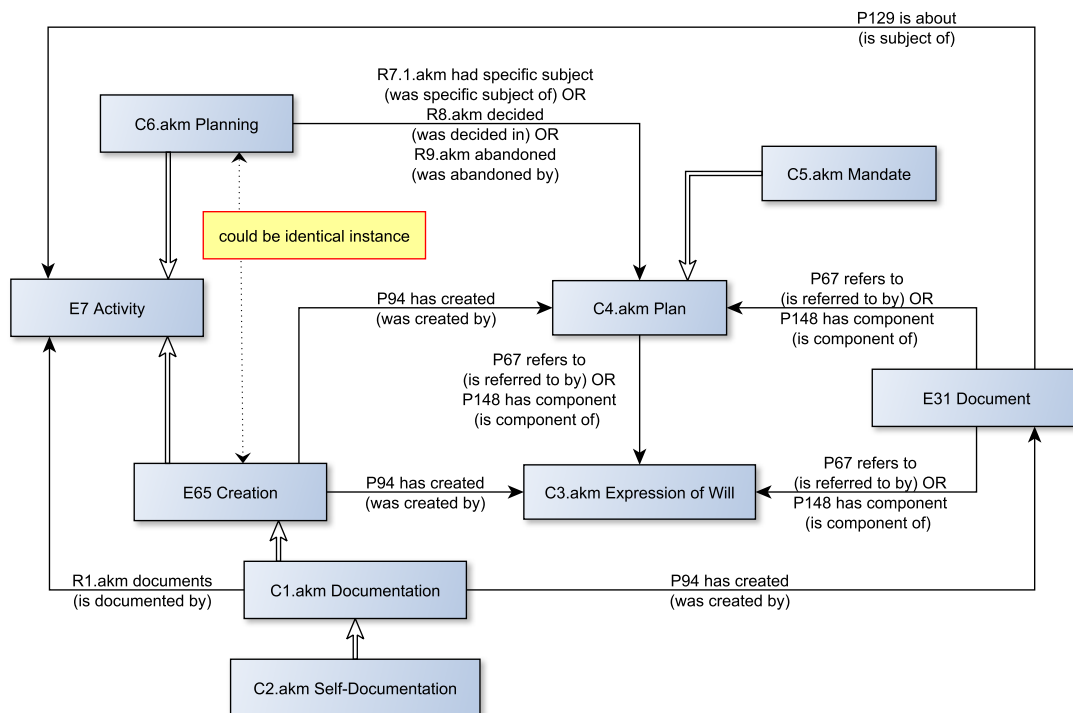 P129 is about
(is subject of)
R7.1.akm had specific subject
(was specific subject of) OR
R8.akm decided
(was decided in) OR
R9.akm abandoned
(was abandoned by)
C6.akm Planning
C5.akm Mandate
could be identical instance
E7 Activity
P94 has created
(was created by)
C4.akm Plan
P67 refers to
(is referred to by) OR
P148 has component
(is component of)
P67 refers to
(is referred to by) OR
P148 has component
(is component of)
E31 Document
E65 Creation
P94 has created
(was created by)
C3.akm Expression of Will
P67 refers to
(is referred to by) OR
P148 has component
(is component of)
R1.akm documents
(is documented by)
C1.akm Documentation
P94 has created
(was created by)
C2.akm Self-Documentation